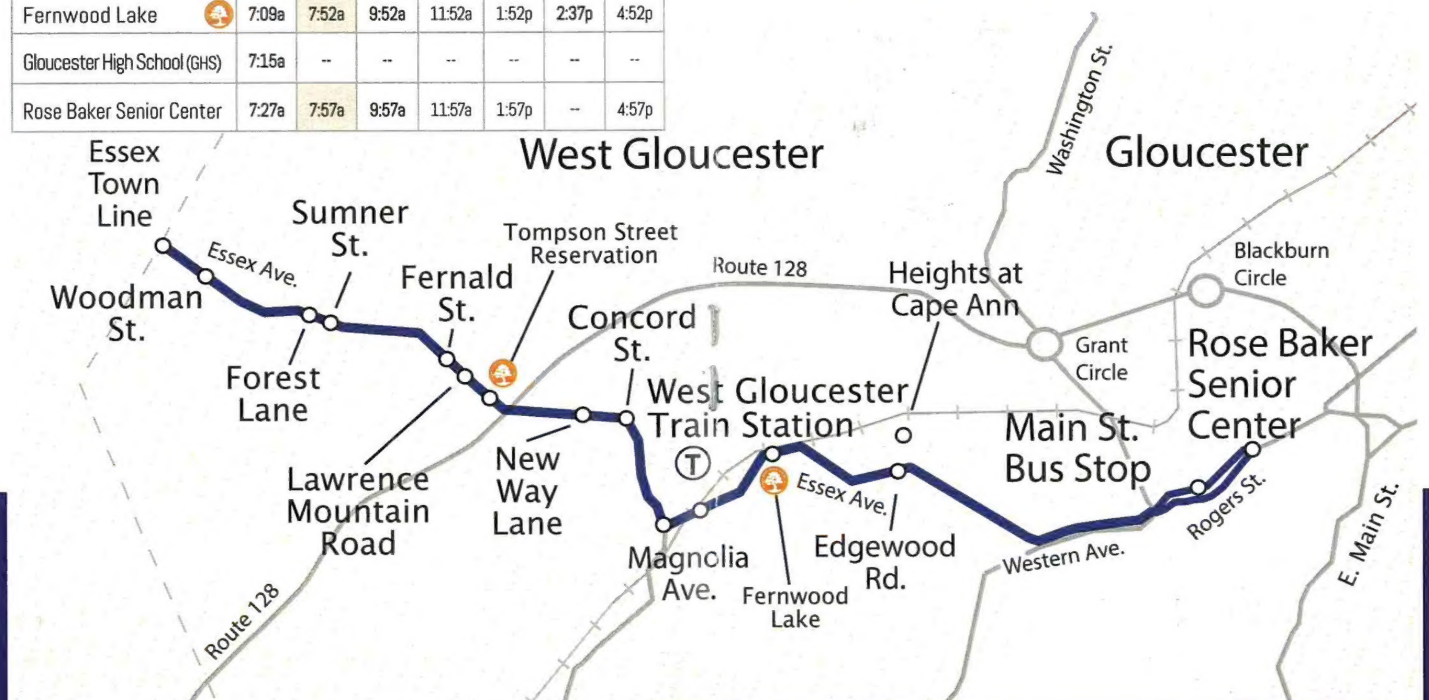 Fernwood Lake 7:09a 7:52a 9:52a 11:52a 1:52p 2:37p 4:52p
Gloucester High School (GHS) 7:15a -- -- -- -- -- --
Rose Baker Senior Center 7:27a 7:57a 9:57a 11:57a 1:57p -- 4:57p
West Gloucester
Gloucester
Washington St.
Essex
Town
Line
Sumner
St.
Tompson Street
Reservation
Essex Ave.
Route 128
Blackburn
Circle
Heights at
Cape Ann
Fernald
St.
Woodman
St.
Concord
St.
Grant
Circle
Rose Baker
Senior
Center
Forest
Lane
West Gloucester
Train Station
T
Main St.
Bus Stop
New
Way
Lane
Lawrence
Mountain
Road
Essex Ave.
Rogers St.
E. Main St.
Magnolia
Ave.
Edgewood
Rd.
Western Ave.
Fernwood
Lake
Route 128